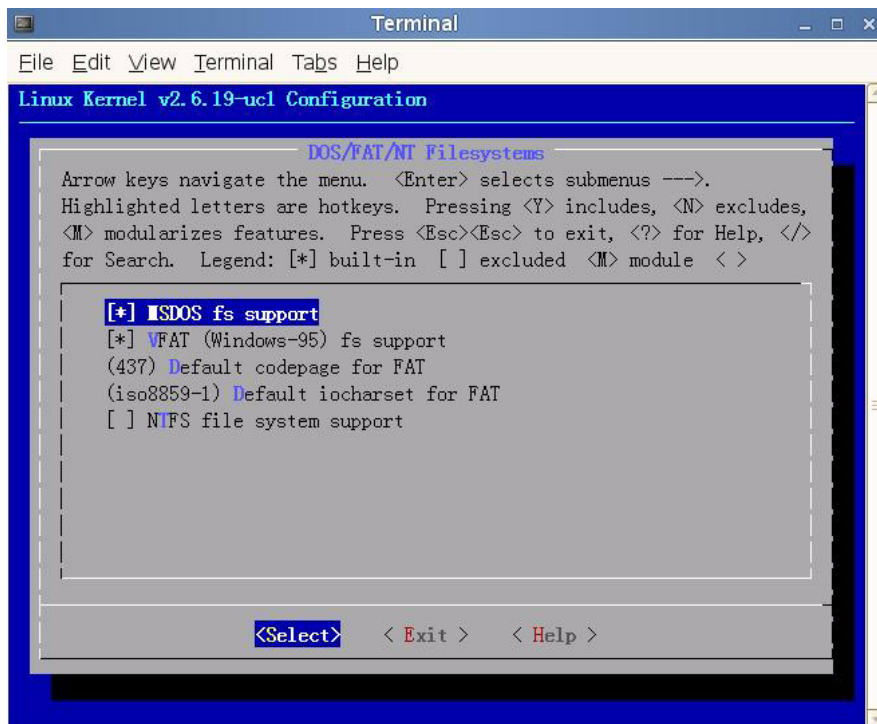 Terminal
File Edit View Terminal Tabs Help
Linux Kernel v2.6.19-uc1 Configuration
DOS/FAT/NT Filesystems
Arrow keys navigate the menu. <Enter> selects submenus --->.
Highlighted letters are hotkeys. Pressing <Y> includes, <N> excludes,
<M> modularizes features. Press <Esc><Esc> to exit, <?> for Help, </>
for Search. Legend: [*] built-in [ ] excluded <M> module < >
[*] MSDOS fs support
[*] VFAT (Windows-95) fs support
(437) Default codepage for FAT
(iso8859-1) Default iocharset for FAT
[ ] NTFS file system support
<Select> < Exit > < Help >